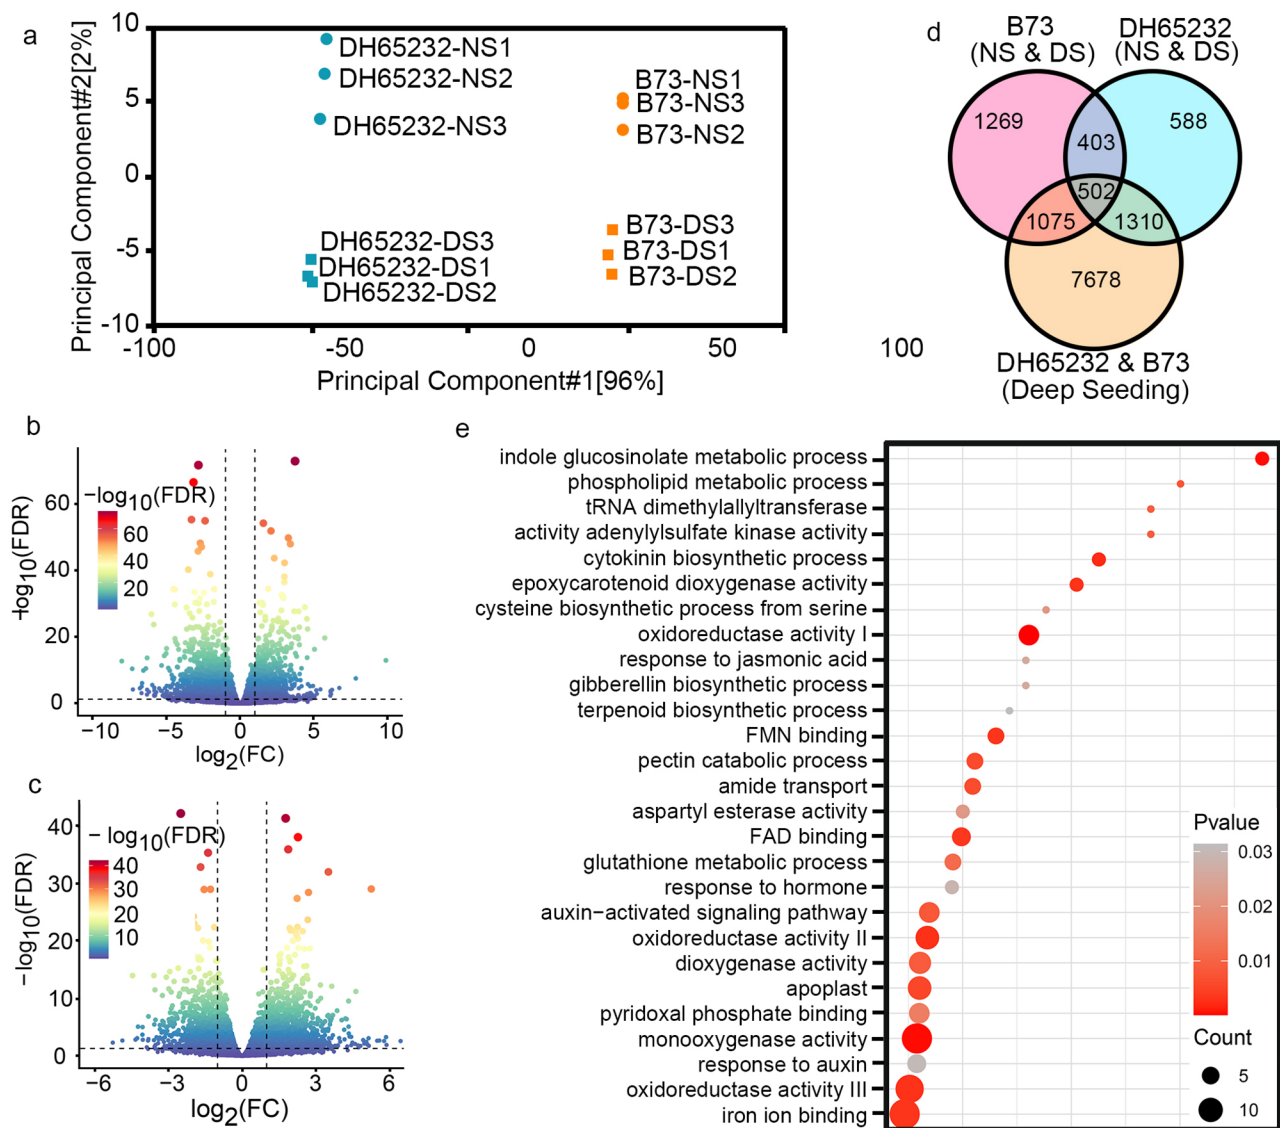 a
10
5
0
-5
-10
Principal Component#2[2%]
DH65232-NS1
DH65232-NS2
DH65232-NS3
B73-NS1
B73-NS3
B73-NS2
DH65232-DS3
DH65232-DS1
DH65232-DS2
B73-DS3
B73-DS1
B73-DS2
-100
-50
0
50
100
Principal Component#1[96%]
d
B73
(NS & DS)
DH65232
(NS & DS)
1269
403
588
502
1075
1310
7678
DH65232 & B73
(Deep Seeding)
b
-log10(FDR)
60
40
20
0
−log10(FDR)
60
40
20
−10
−5
0
5
10
log2(FC)
c
−log10(FDR)
40
30
20
10
0
− log10(FDR)
40
30
20
10
−6
−3
0
3
6
log2(FC)
e
indole glucosinolate metabolic process
phospholipid metabolic process
tRNA dimethylallyltransferase
activity adenylylsulfate kinase activity
cytokinin biosynthetic process
epoxycarotenoid dioxygenase activity
cysteine biosynthetic process from serine
oxidoreductase activity I
response to jasmonic acid
gibberellin biosynthetic process
terpenoid biosynthetic process
FMN binding
pectin catabolic process
amide transport
aspartyl esterase activity
FAD binding
glutathione metabolic process
response to hormone
auxin−activated signaling pathway
oxidoreductase activity II
dioxygenase activity
apoplast
pyridoxal phosphate binding
monooxygenase activity
response to auxin
oxidoreductase activity III
iron ion binding
Pvalue
0.03
0.02
0.01
Count
5
10